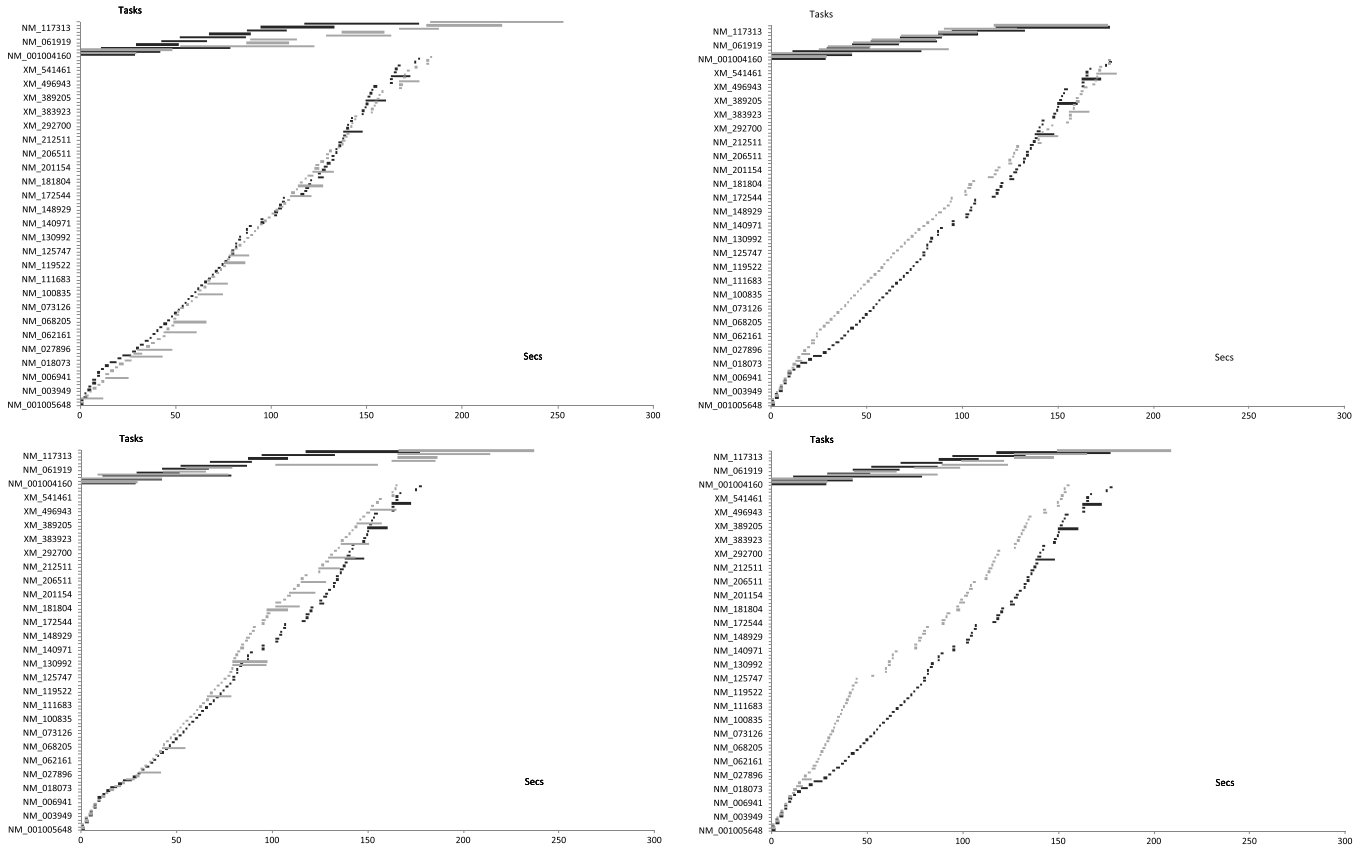 Tasks
NM_117313
NM_061919
NM_001004160
XM_541461
XM_496943
XM_389205
XM_383923
XM_292700
NM_212511
NM_206511
NM_201154
NM_181804
NM_172544
NM_148929
NM_140971
NM_130992
NM_125747
NM_119522
NM_111683
NM_100835
NM_073126
NM_068205
NM_062161
NM_027896
NM_018073
NM_006941
NM_003949
NM_001005648
Secs
0 50 100 150 200 250 300
Tasks
NM_117313
NM_061919
NM_001004160
XM_541461
XM_496943
XM_389205
XM_383923
XM_292700
NM_212511
NM_206511
NM_201154
NM_181804
NM_172544
NM_148929
NM_140971
NM_130992
NM_125747
NM_119522
NM_111683
NM_100835
NM_073126
NM_068205
NM_062161
NM_027896
NM_018073
NM_006941
NM_003949
NM_001005648
Secs
0 50 100 150 200 250 300
Tasks
NM_117313
NM_061919
NM_001004160
XM_541461
XM_496943
XM_389205
XM_383923
XM_292700
NM_212511
NM_206511
NM_201154
NM_181804
NM_172544
NM_148929
NM_140971
NM_130992
NM_125747
NM_119522
NM_111683
NM_100835
NM_073126
NM_068205
NM_062161
NM_027896
NM_018073
NM_006941
NM_003949
NM_001005648
Secs
0 50 100 150 200 250 300
Tasks
NM_117313
NM_061919
NM_001004160
XM_541461
XM_496943
XM_389205
XM_383923
XM_292700
NM_212511
NM_206511
NM_201154
NM_181804
NM_172544
NM_148929
NM_140971
NM_130992
NM_125747
NM_119522
NM_111683
NM_100835
NM_073126
NM_068205
NM_062161
NM_027896
NM_018073
NM_006941
NM_003949
NM_001005648
Secs
0 50 100 150 200 250 300